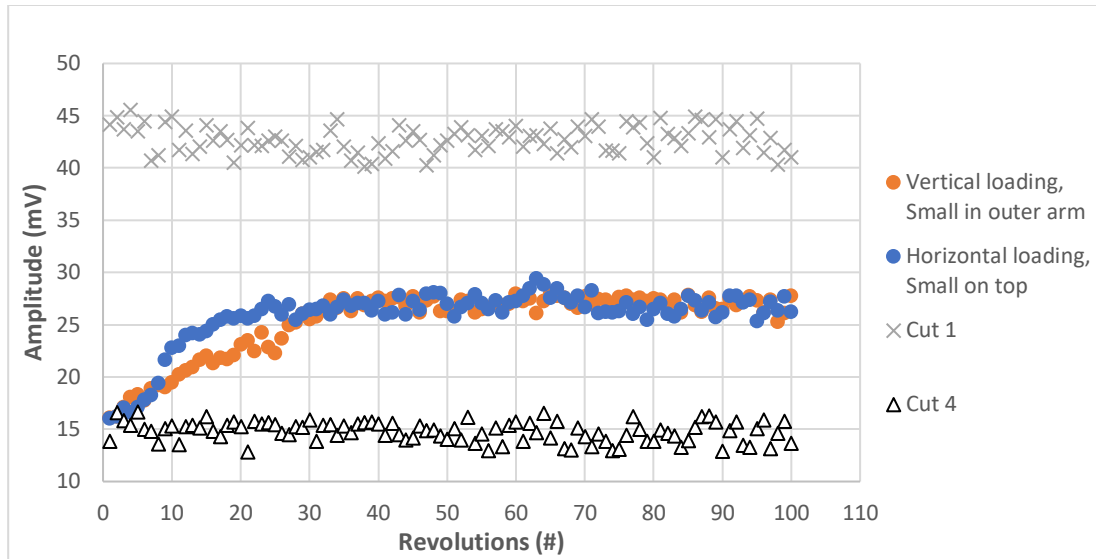 50
45
40
35
30
25
20
15
10
Amplitude (mV)
0 10 20 30 40 50 60 70 80 90 100 110
Revolutions (#)
Vertical loading,
Small in outer arm
Horizontal loading,
Small on top
Cut 1
Cut 4